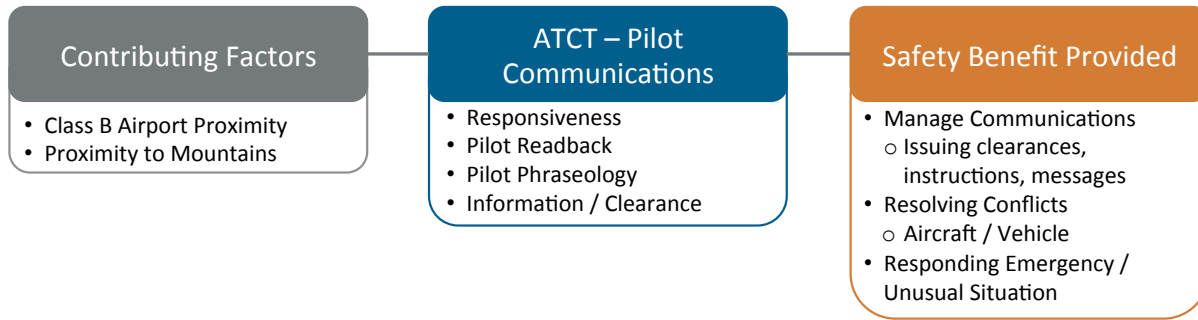 Contributing Factors
• Class B Airport Proximity
• Proximity to Mountains
ATCT – Pilot
Communications
• Responsiveness
• Pilot Readback
• Pilot Phraseology
• Information / Clearance
Safety Benefit Provided
• Manage Communications
o Issuing clearances,
instructions, messages
• Resolving Conflicts
o Aircraft / Vehicle
• Responding Emergency /
Unusual Situation